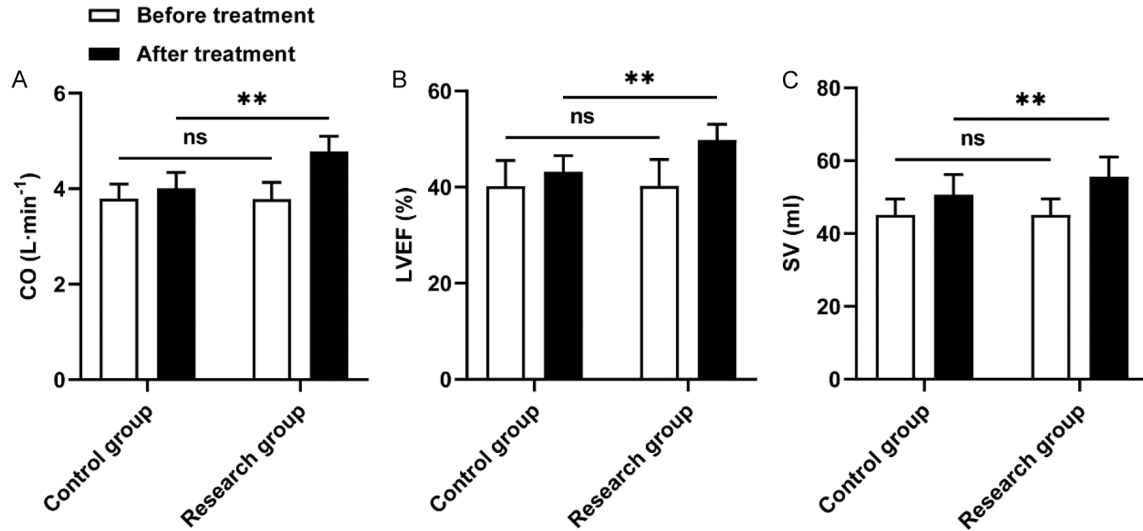 Before treatment
After treatment
A
CO (L·min⁻¹)
6
4
2
0
ns
**
Control group
Research group
B
LVEF (%)
60
40
20
0
ns
**
Control group
Research group
C
SV (ml)
80
60
40
20
0
ns
**
Control group
Research group